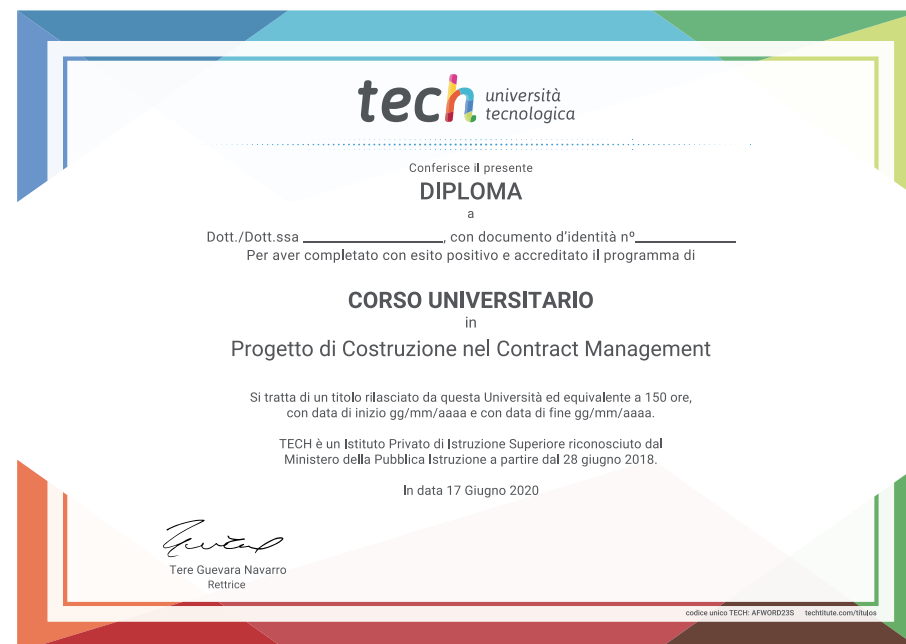 tech università
tecnologica
Conferisce il presente
DIPLOMA
a
Dott./Dott.ssa ____________________, con documento d'identità nº______________
Per aver completato con esito positivo e accreditato il programma di
CORSO UNIVERSITARIO
in
Progetto di Costruzione nel Contract Management
Si tratta di un titolo rilasciato da questa Università ed equivalente a 150 ore,
con data di inizio gg/mm/aaaa e con data di fine gg/mm/aaaa.
TECH è un Istituto Privato di Istruzione Superiore riconosciuto dal
Ministero della Pubblica Istruzione a partire dal 28 giugno 2018.
In data 17 Giugno 2020
Tere Guevara Navarro
Rettrice
codice unico TECH: AFWORD23S techtitute.com/títulos